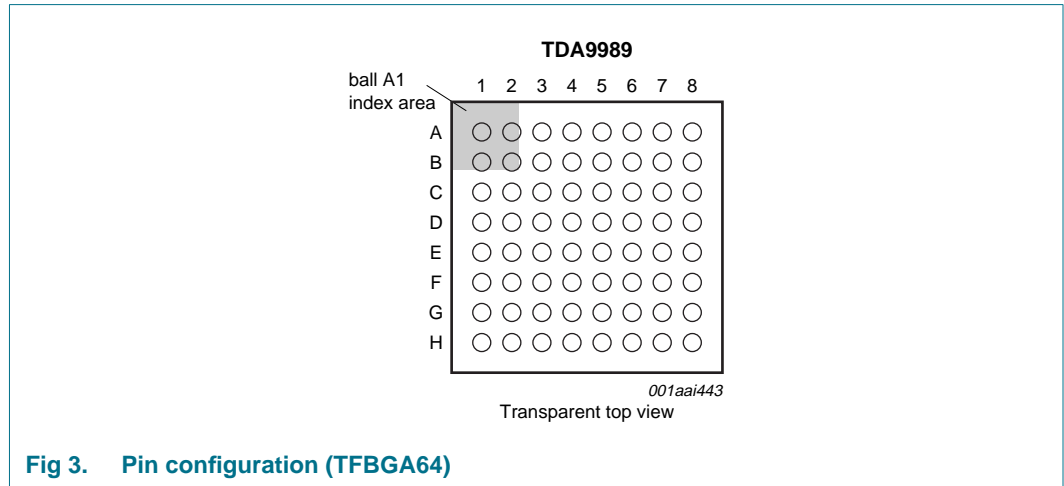 TDA9989
ball A1
index area
1 2 3 4 5 6 7 8
A
B
C
D
E
F
G
H
001aai443
Transparent top view
Fig 3. Pin configuration (TFBGA64)